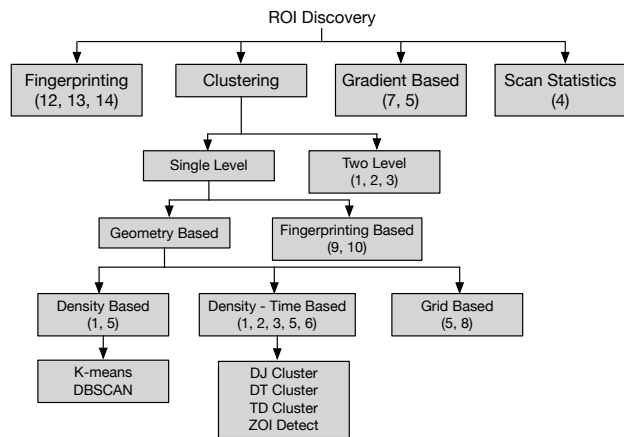 ROI Discovery
Fingerprinting
(12, 13, 14)
Clustering
Gradient Based
(7, 5)
Scan Statistics
(4)
Single Level
Two Level
(1, 2, 3)
Geometry Based
Fingerprinting Based
(9, 10)
Density Based
(1, 5)
Density - Time Based
(1, 2, 3, 5, 6)
Grid Based
(5, 8)
K-means
DBSCAN
DJ Cluster
DT Cluster
TD Cluster
ZOI Detect